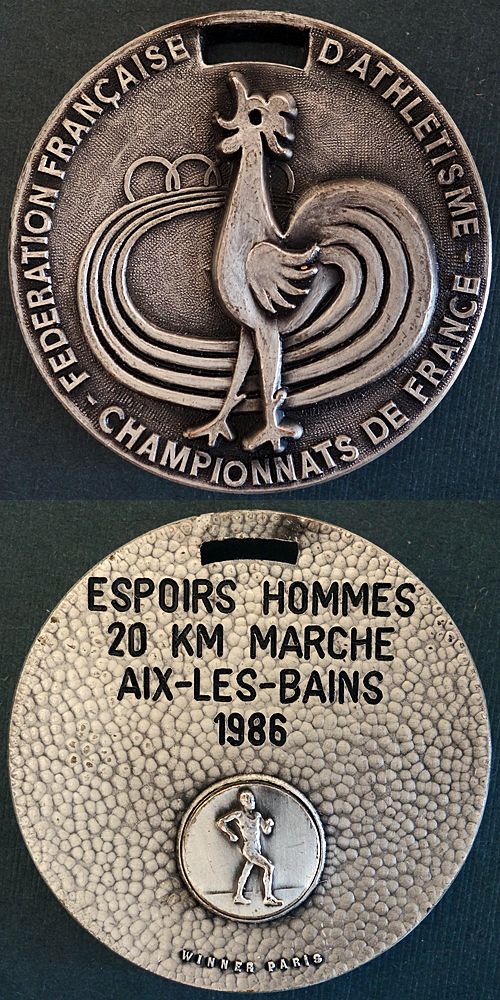 FEDERATION FRANÇAISE D'ATHLETISME
- CHAMPIONNATS DE FRANCE -
ESPOIRS HOMMES
20 KM MARCHE
AIX-LES-BAINS
1986
WINNER PARIS